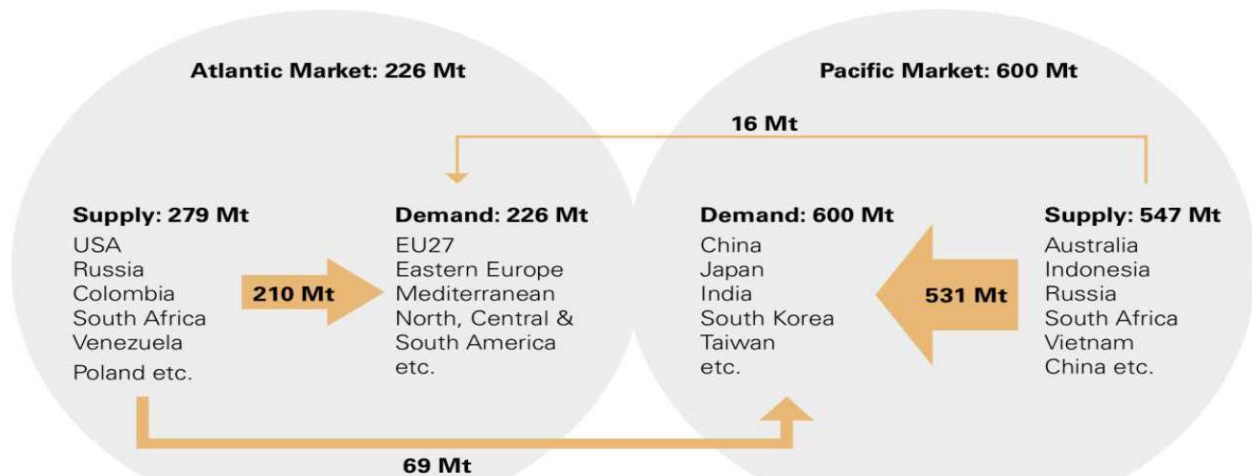 Atlantic Market: 226 Mt
Pacific Market: 600 Mt
16 Mt
Supply: 279 Mt
USA
Russia
Colombia
South Africa
Venezuela
Poland etc.
210 Mt
Demand: 226 Mt
EU27
Eastern Europe
Mediterranean
North, Central &
South America
etc.
Demand: 600 Mt
China
Japan
India
South Korea
Taiwan
etc.
531 Mt
Supply: 547 Mt
Australia
Indonesia
Russia
South Africa
Vietnam
China etc.
69 Mt